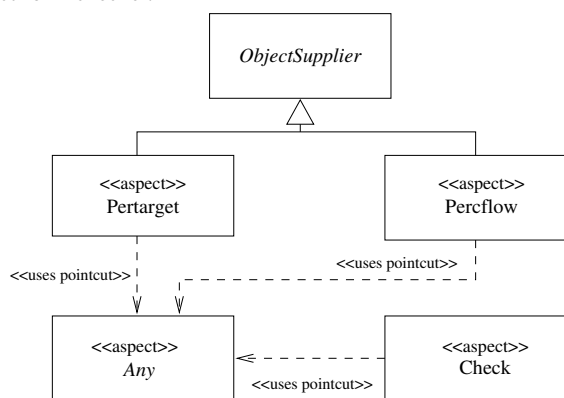 ObjectSupplier
<<aspect>>
Pertarget
<<aspect>>
Percflow
<<uses pointcut>>
<<uses pointcut>>
<<aspect>>
Any
<<aspect>>
Check
<<uses pointcut>>